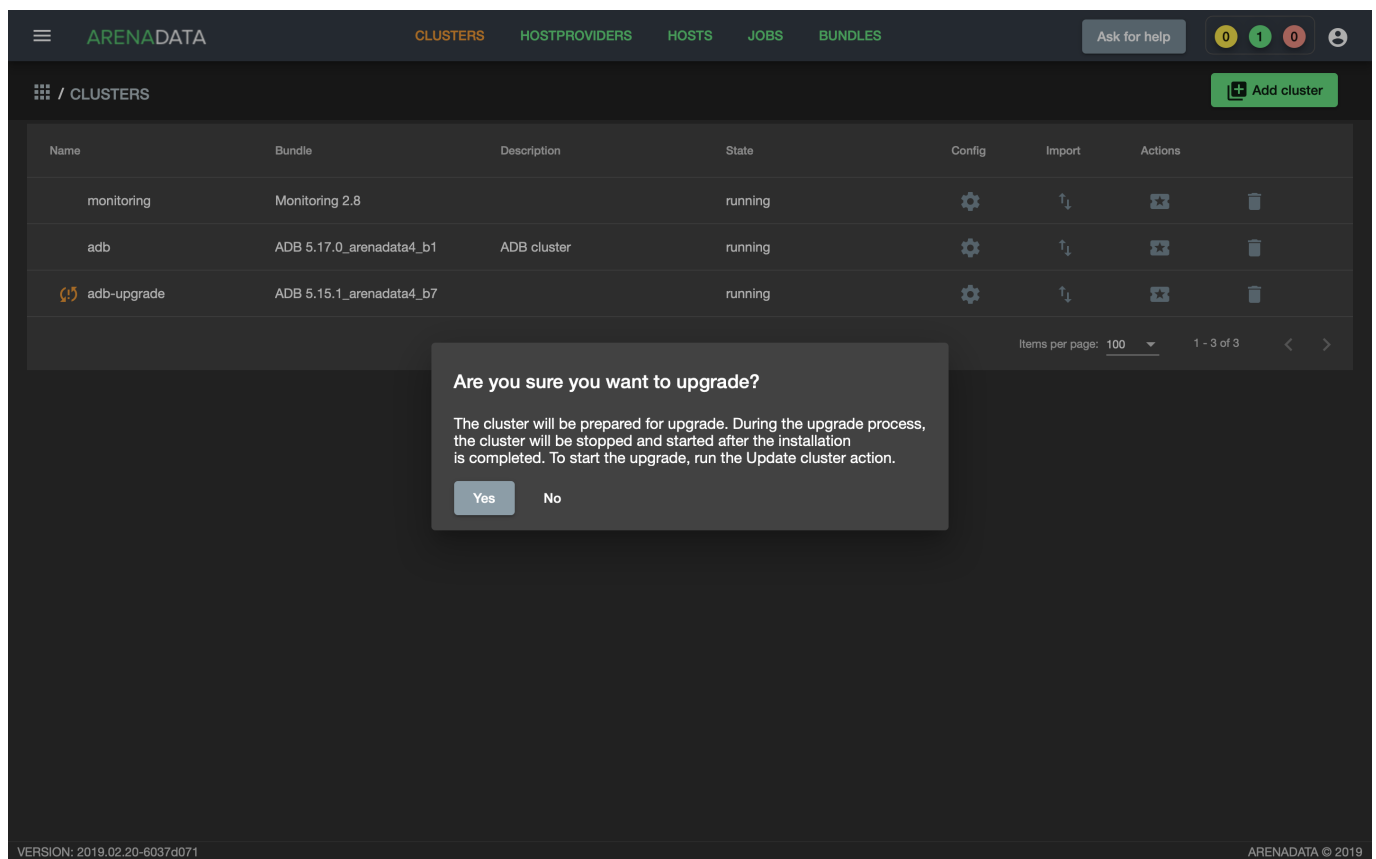 ARENADATA CLUSTERS HOSTPROVIDERS HOSTS JOBS BUNDLES Ask for help 0 1 0
/ CLUSTERS Add cluster
Name Bundle Description State Config Import Actions
monitoring Monitoring 2.8 running
adb ADB 5.17.0_arenadata4_b1 ADB cluster running
adb-upgrade ADB 5.15.1_arenadata4_b7 running
Items per page: 100 1 - 3 of 3
Are you sure you want to upgrade?
The cluster will be prepared for upgrade. During the upgrade process,
the cluster will be stopped and started after the installation
is completed. To start the upgrade, run the Update cluster action.
Yes No
VERSION: 2019.02.20-6037d071 ARENADATA © 2019